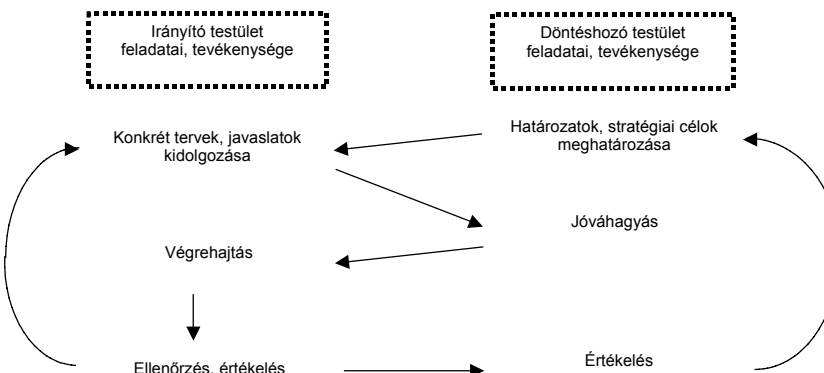 Irányító testület
feladatai, tevékenysége
Döntéshozó testület
feladatai, tevékenysége
Konkrét tervek, javaslatok
kidolgozása
Határozatok, stratégiai célok
meghatározása
Jóváhagyás
Végrehajtás
Ellenőrzés, értékelés
Értékelés